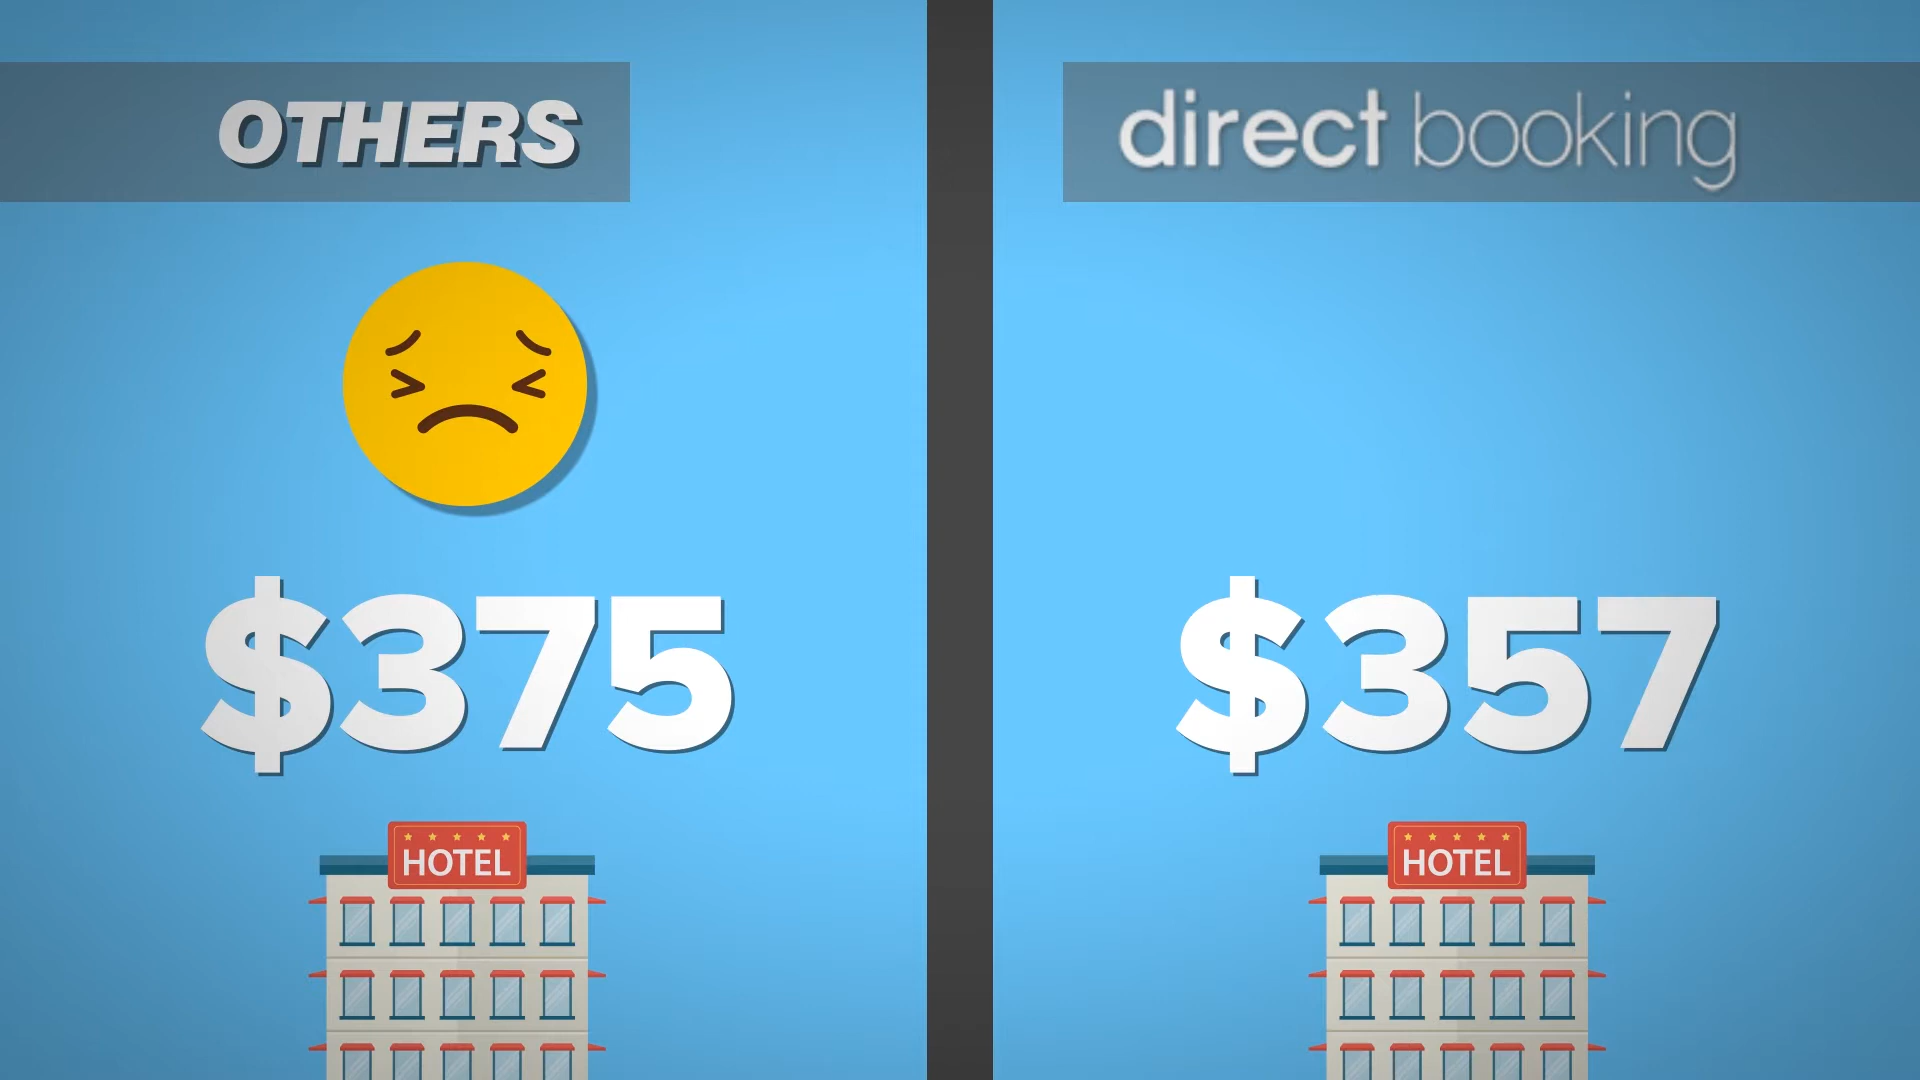 OTHERS
direct booking
$375
$357
HOTEL
HOTEL